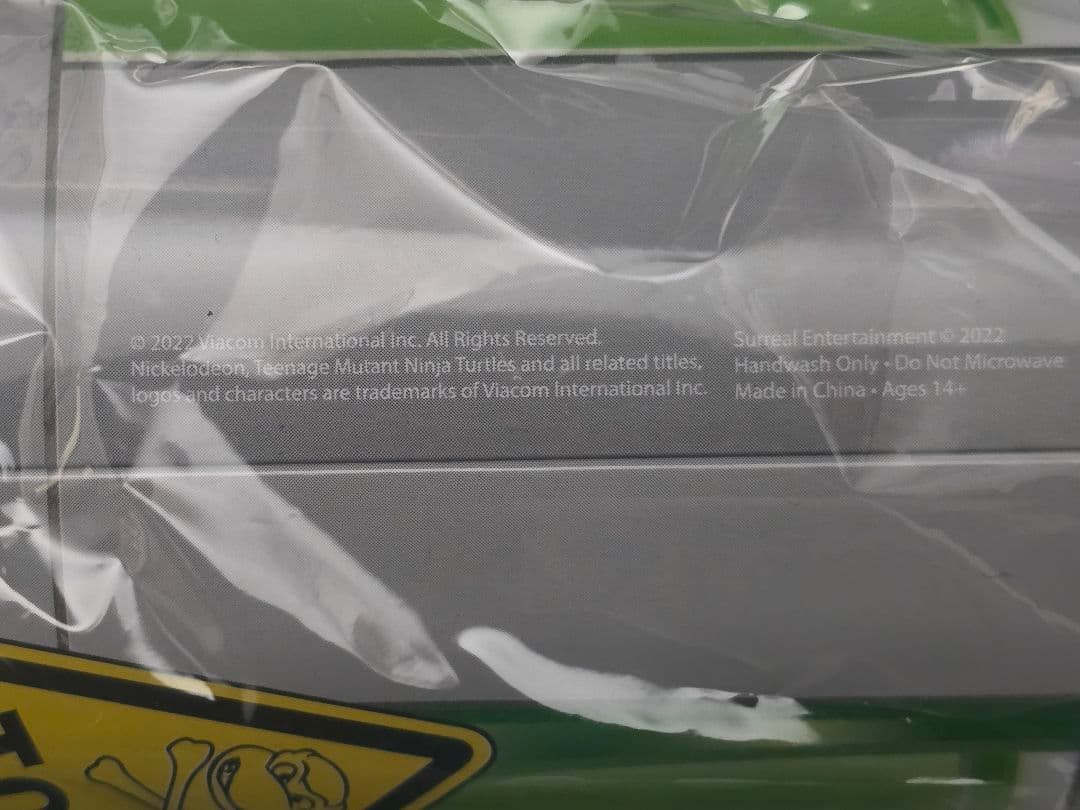 © 2022 Viacom International Inc. All Rights Reserved.
Nickelodeon, Teenage Mutant Ninja Turtles and all related titles,
logos and characters are trademarks of Viacom International Inc.
Surreal Entertainment © 2022
Handwash Only • Do Not Microwave
Made in China • Ages 14+